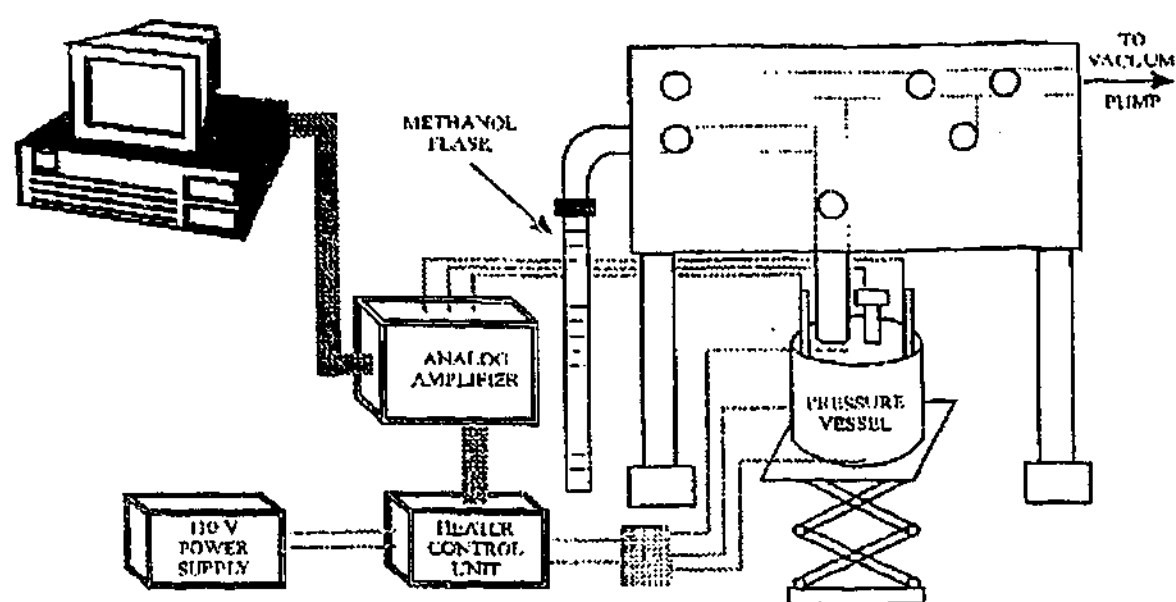 TO
VACUUM
PUMP
METHANOL
FLASK
ANALOG
AMPLIFIER
PRESSURE
VESSEL
110 V
POWER
SUPPLY
HEATER
CONTROL
UNIT